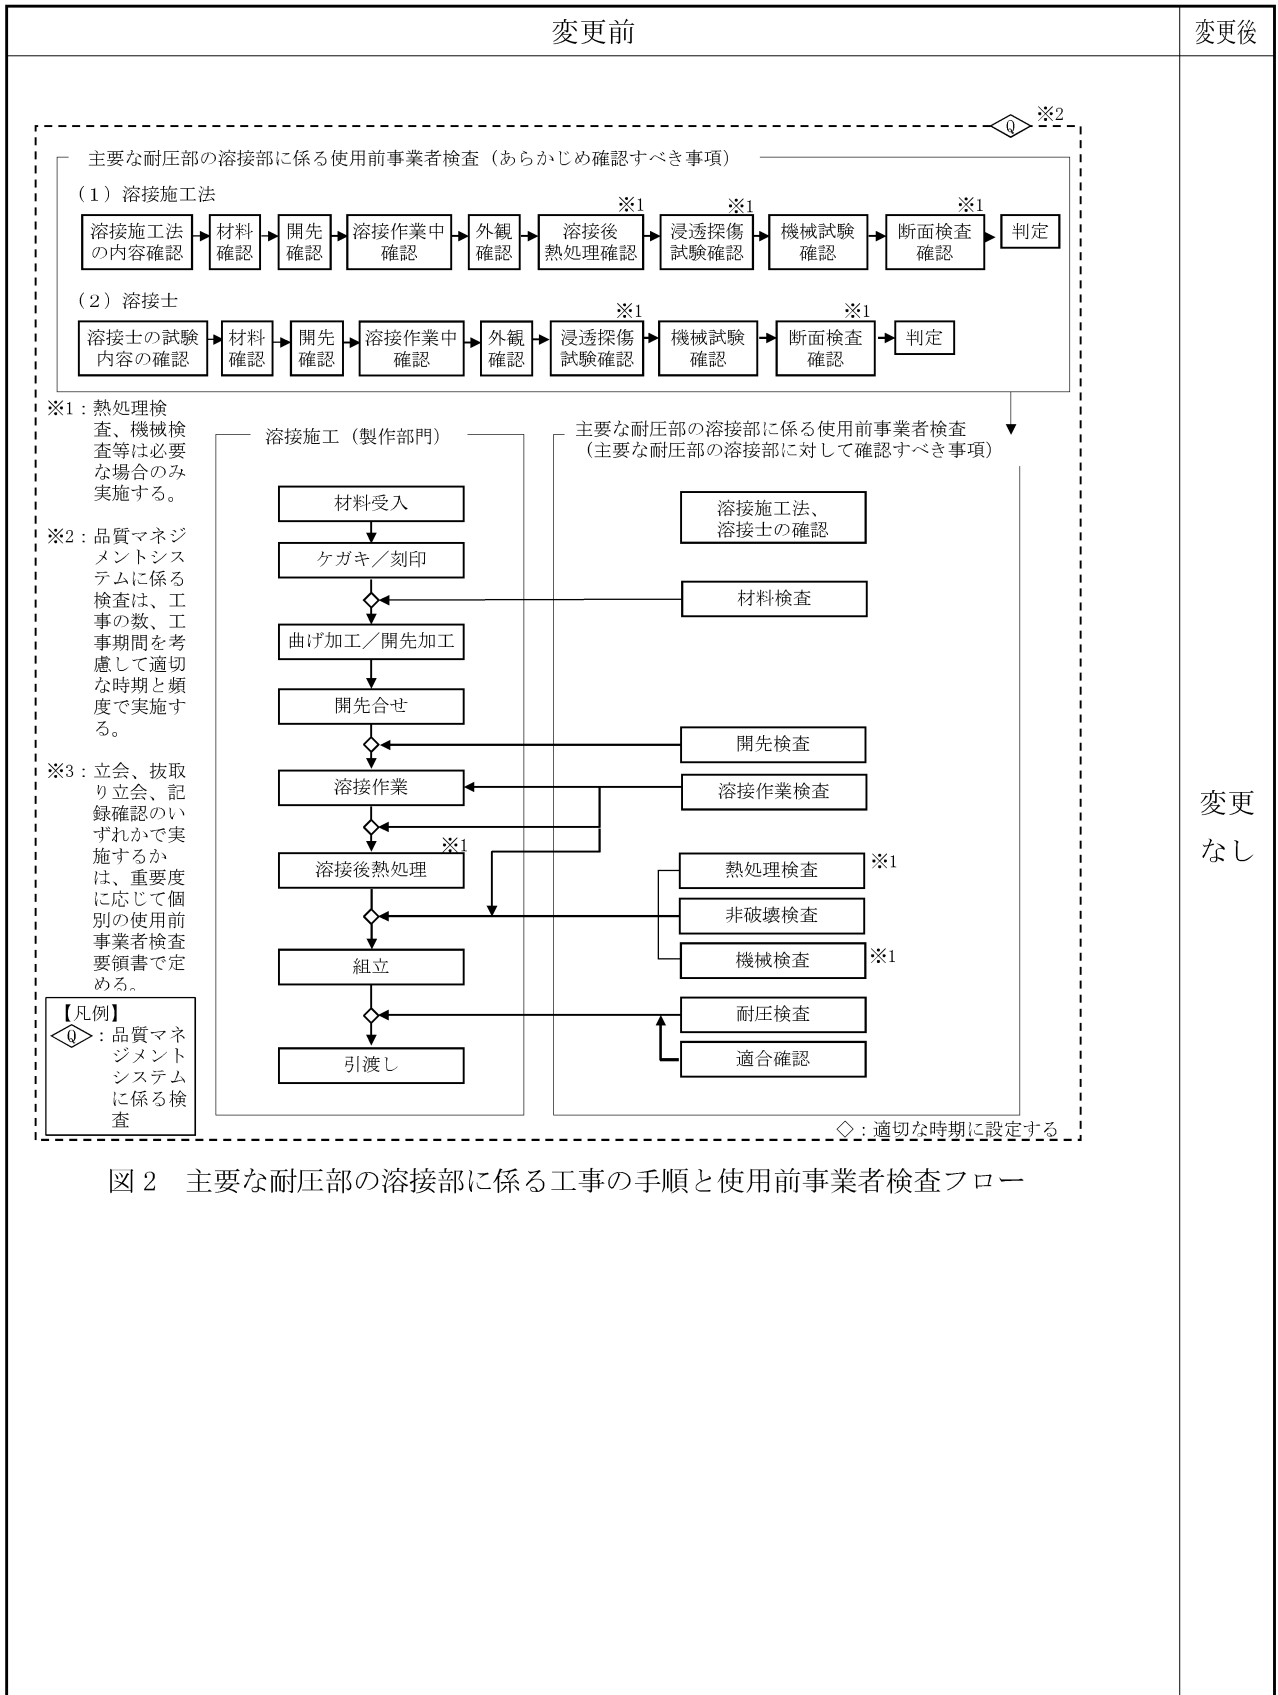 変更前
変更後
Q
※2
主要な耐圧部の溶接部に係る使用前事業者検査（あらかじめ確認すべき事項）
（1）溶接施工法
※1
※1
※1
溶接施工法
の内容確認
材料
確認
開先
確認
溶接作業中
確認
外観
確認
溶接後
熱処理確認
浸透探傷
試験確認
機械試験
確認
断面検査
確認
判定
（2）溶接士
※1
※1
溶接士の試験
内容の確認
材料
確認
開先
確認
溶接作業中
確認
外観
確認
浸透探傷
試験確認
機械試験
確認
断面検査
確認
判定
※1：熱処理検
査、機械検
査等は必要
な場合のみ
実施する。
※2：品質マネジ
メントシス
テムに係る
検査は、工
事の数、工
事期間を考
慮して適切
な時期と頻
度で実施す
る。
※3：立会、抜取
り立会、記
録確認のい
ずれかで実
施するか
は、重要度
に応じて個
別の使用前
事業者検査
要領書で定
める。
【凡例】
Q：品質マネ
ジメント
システム
に係る検
査
溶接施工（製作部門）
材料受入
ケガキ／刻印
曲げ加工／開先加工
開先合せ
溶接作業
※1
溶接後熱処理
組立
引渡し
主要な耐圧部の溶接部に係る使用前事業者検査
（主要な耐圧部の溶接部に対して確認すべき事項）
溶接施工法、
溶接士の確認
材料検査
開先検査
溶接作業検査
熱処理検査
※1
非破壊検査
機械検査
※1
耐圧検査
適合確認
◇：適切な時期に設定する
図2　主要な耐圧部の溶接部に係る工事の手順と使用前事業者検査フロー
変更
なし